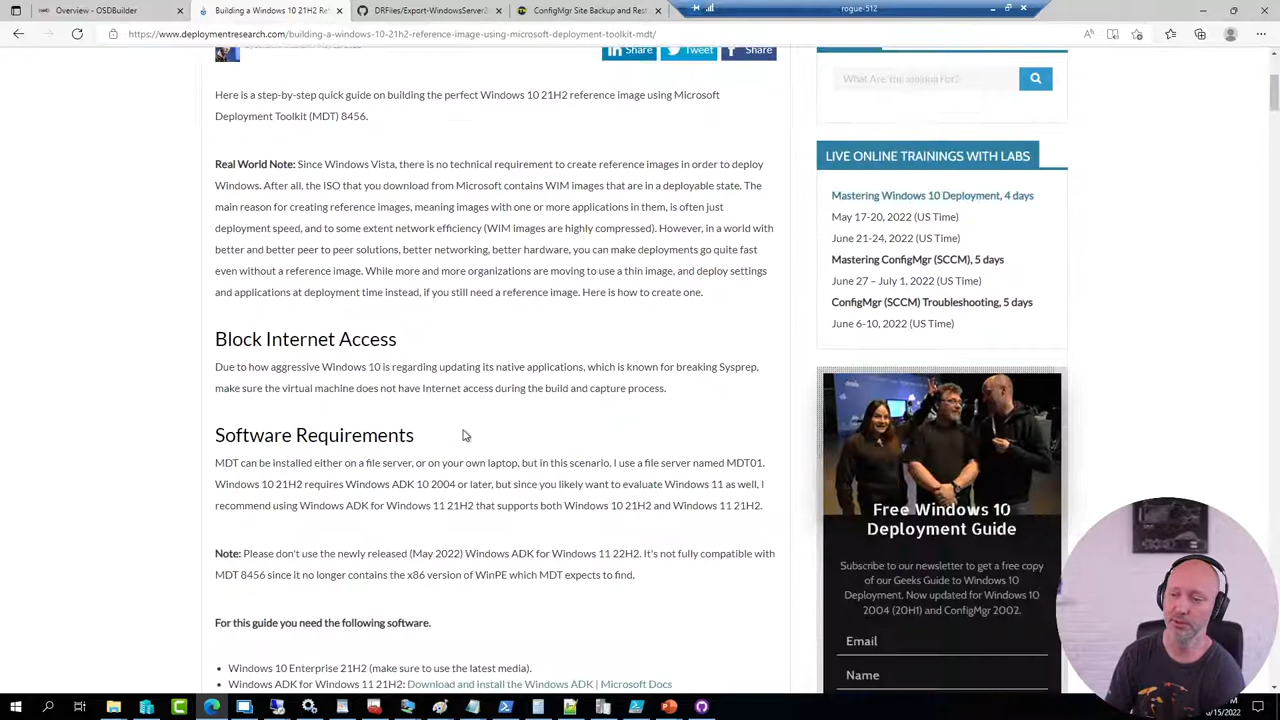 Overview - OSDBuilder
Building a Windows 10 21H2 Ref
DRFiles/Export-WindowsServer2
ConfigMgr Site Backup and Rest
rogue-512
https://www.deploymentresearch.com/building-a-windows-10-21h2-reference-image-using-microsoft-deployment-toolkit-mdt/
Share
Tweet
Share
Here is a step-by-step quick guide on building the perfect Windows 10 21H2 reference image using Microsoft
Deployment Toolkit (MDT) 8456.
Real World Note: Since Windows Vista, there is no technical requirement to create reference images in order to deploy
Windows. After all, the ISO that you download from Microsoft contains WIM images that are in a deployable state. The
main reason for creating reference images, meaning images with one or more applications in them, is often just
deployment speed, and to some extent network efficiency (WIM images are highly compressed). However, in a world with
better and better peer to peer solutions, better networking, better hardware, you can make deployments go quite fast
even without a reference image. While more and more organizations are moving to use a thin image, and deploy settings
and applications at deployment time instead, if you still need a reference image. Here is how to create one.
Block Internet Access
Due to how aggressive Windows 10 is regarding updating its native applications, which is known for breaking Sysprep,
make sure the virtual machine does not have Internet access during the build and capture process.
Software Requirements
MDT can be installed either on a file server, or on your own laptop, but in this scenario, I use a file server named MDT01.
Windows 10 21H2 requires Windows ADK 10 2004 or later, but since you likely want to evaluate Windows 11 as well, I
recommend using Windows ADK for Windows 11 21H2 that supports both Windows 10 21H2 and Windows 11 21H2.
Note: Please don't use the newly released (May 2022) Windows ADK for Windows 11 22H2. It's not fully compatible with
MDT 8456 since it no longer contains the x86 version of WinPE which MDT expects to find.
For this guide you need the following software.
Windows 10 Enterprise 21H2 (make sure to use the latest media).
Windows ADK for Windows 11 21H2: Download and install the Windows ADK | Microsoft Docs
What Are You Looking For?
LIVE ONLINE TRAININGS WITH LABS
Mastering Windows 10 Deployment, 4 days
May 17-20, 2022 (US Time)
June 21-24, 2022 (US Time)
Mastering ConfigMgr (SCCM), 5 days
June 27 – July 1, 2022 (US Time)
ConfigMgr (SCCM) Troubleshooting, 5 days
June 6-10, 2022 (US Time)
Free Windows 10
Deployment Guide
Subscribe to our newsletter to get a free copy
of our Geeks Guide to Windows 10
Deployment. Now updated for Windows 10
2004 (20H1) and ConfigMgr 2002.
Email
Name
M
6/15/2022